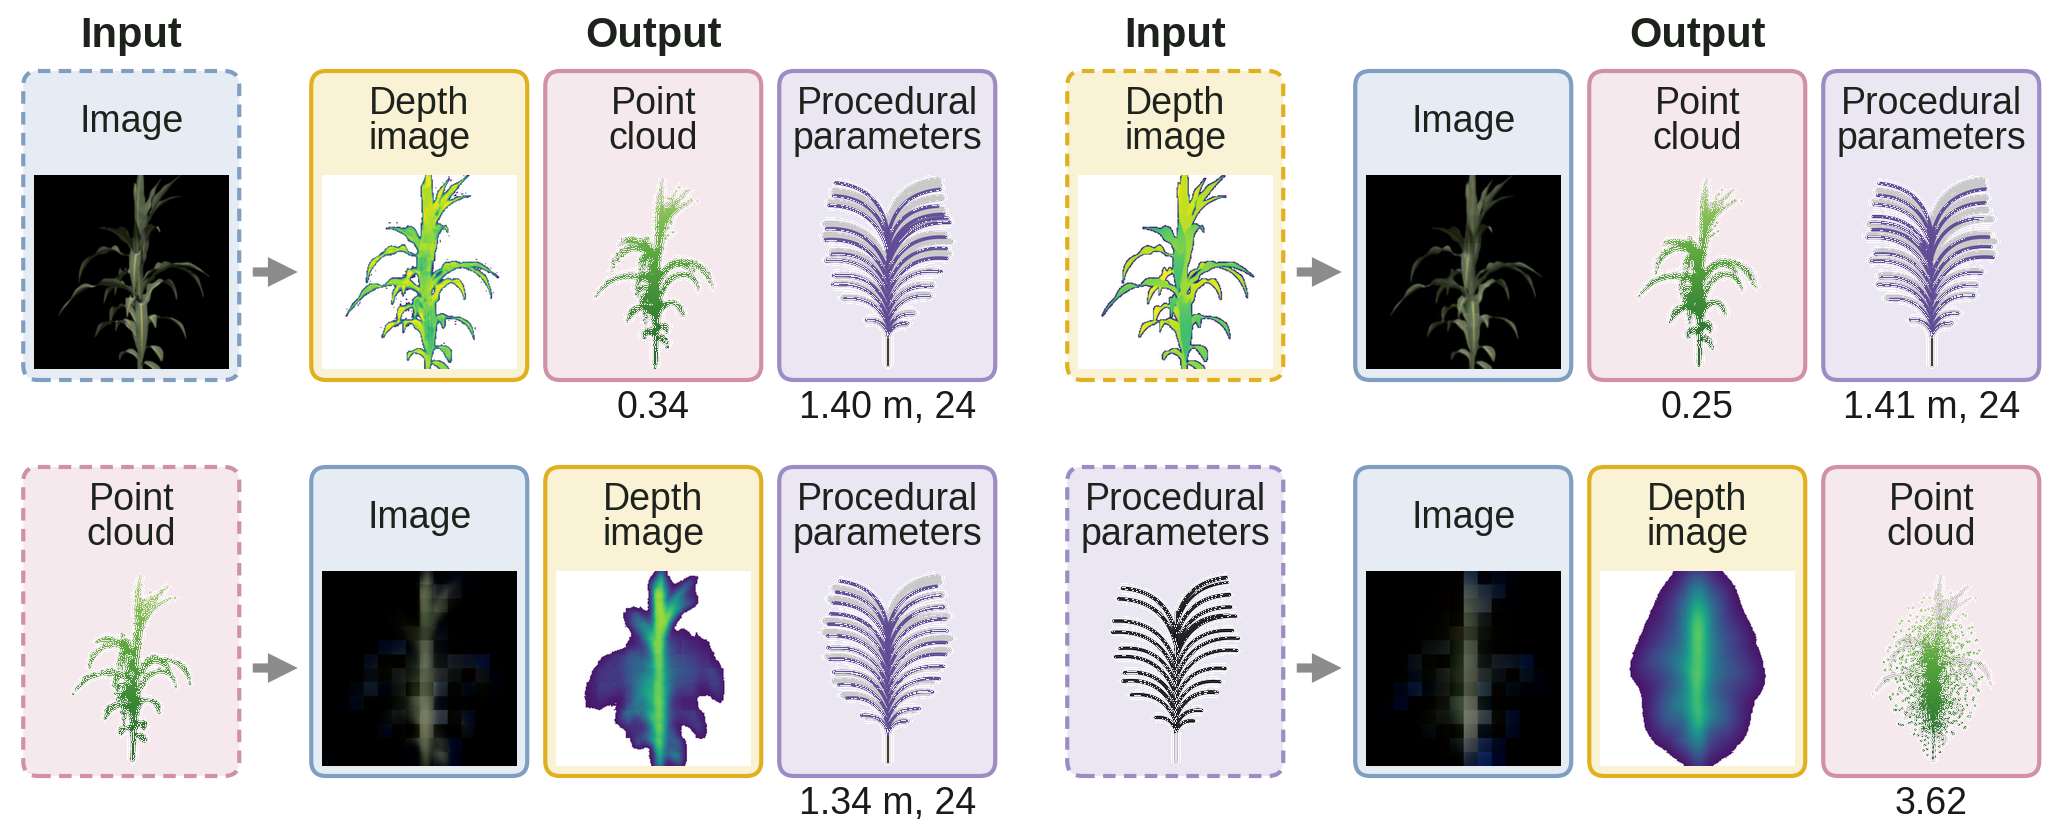 Input
Output
Input
Output
Image
Depth
image
Point
cloud
Procedural
parameters
Depth
image
Image
Point
cloud
Procedural
parameters
0.34
1.40 m, 24
0.25
1.41 m, 24
Point
cloud
Image
Depth
image
Procedural
parameters
Procedural
parameters
Image
Depth
image
Point
cloud
1.34 m, 24
3.62